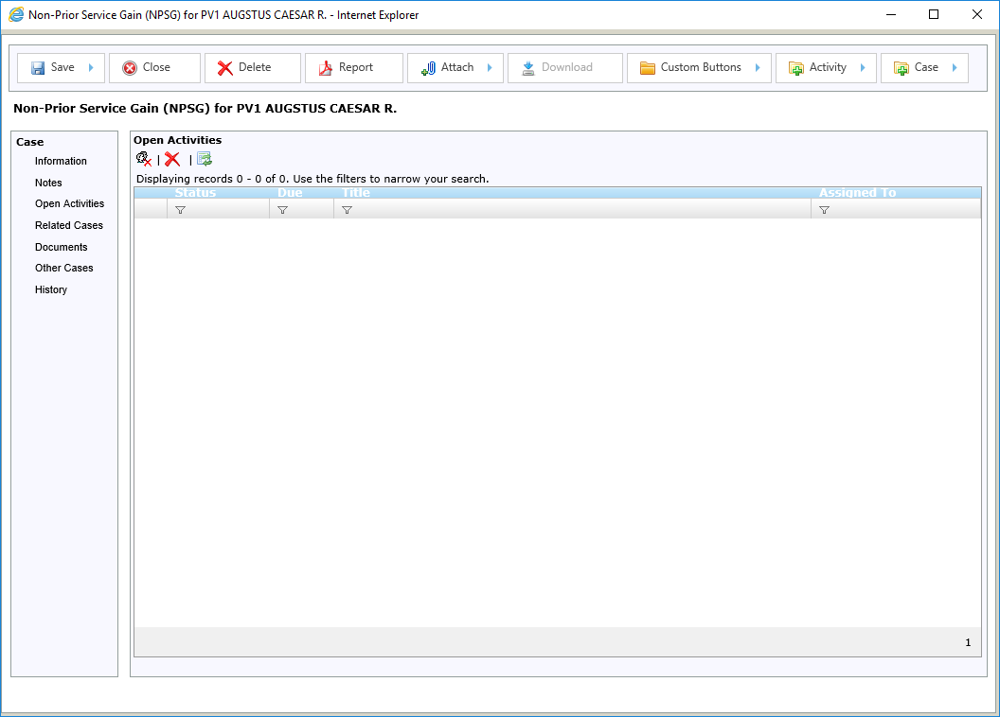 Non-Prior Service Gain (NPSG) for PV1 AUGSTUS CAESAR R. - Internet Explorer
Save Close Delete Report Attach Download Custom Buttons Activity Case
Non-Prior Service Gain (NPSG) for PV1 AUGSTUS CAESAR R.
Case
Information
Notes
Open Activities
Related Cases
Documents
Other Cases
History
Open Activities
| |
Displaying records 0 - 0 of 0. Use the filters to narrow your search.
Status Due Title Assigned To
1